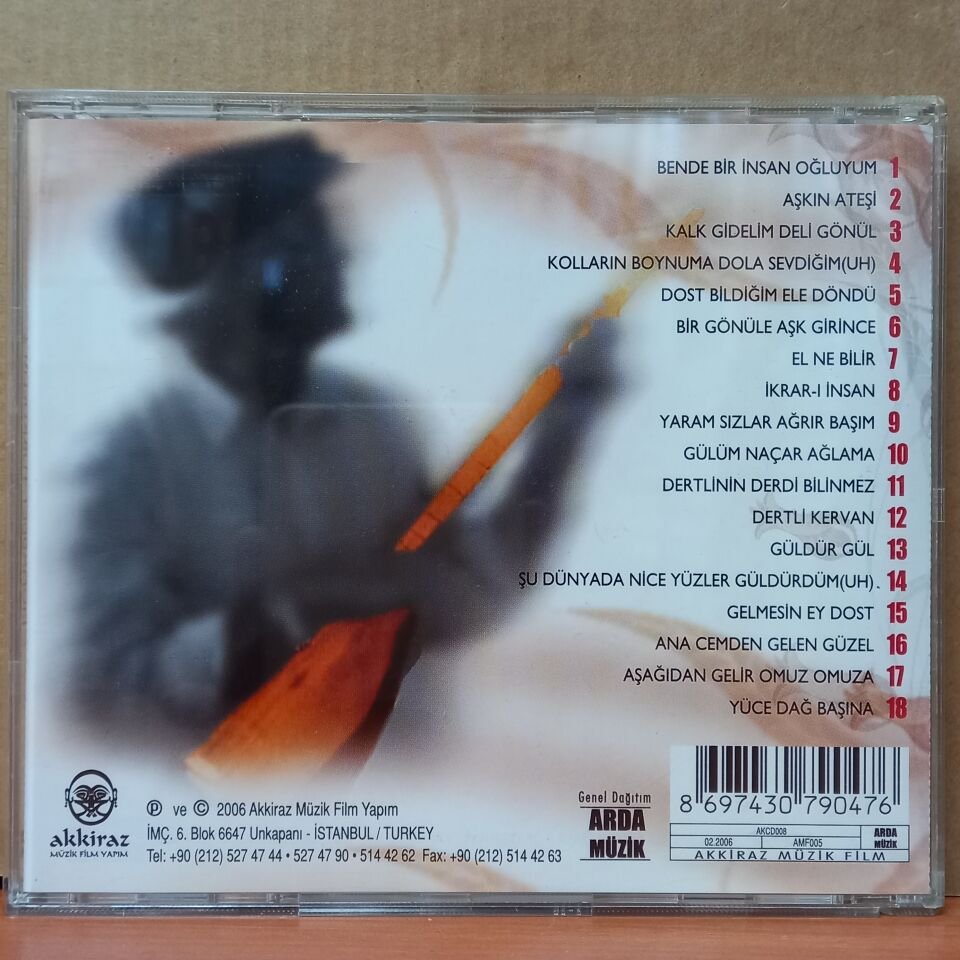 BENDE BİR İNSAN OĞLUYUM 1
AŞKIN ATEŞİ 2
KALK GİDELİM DELİ GÖNÜL 3
KOLLARIN BOYNUMA DOLA SEVDİĞİM(UH) 4
DOST BİLDİĞİM ELE DÖNDÜ 5
BİR GÖNÜLE AŞK GİRİNCE 6
EL NE BİLİR 7
İKRAR-I İNSAN 8
YARAM SIZLAR AĞRIR BAŞIM 9
GÜLÜM NAÇAR AĞLAMA 10
DERTLİNİN DERDİ BİLİNMEZ 11
DERTLİ KERVAN 12
GÜLDÜR GÜL 13
ŞU DÜNYADA NİCE YÜZLER GÜLDÜRDÜM(UH). 14
GELMESİN EY DOST 15
ANA CEMDEN GELEN GÜZEL 16
AŞAĞIDAN GELİR OMUZ OMUZA 17
YÜCE DAĞ BAŞINA 18
akkiraz
MÜZİK FİLM YAPIM
℗ ve © 2006 Akkiraz Müzik Film Yapım
İMÇ. 6. Blok 6647 Unkapanı - İSTANBUL / TURKEY
Tel: +90 (212) 527 47 44 • 527 47 90 • 514 42 62 Fax: +90 (212) 514 42 63
Genel Dağıtım
ARDA
MÜZİK
8 697430 790476
AKCD008
02.2006 AMF005
ARDA
MÜZİK
AKKİRAZ MÜZİK FİLM